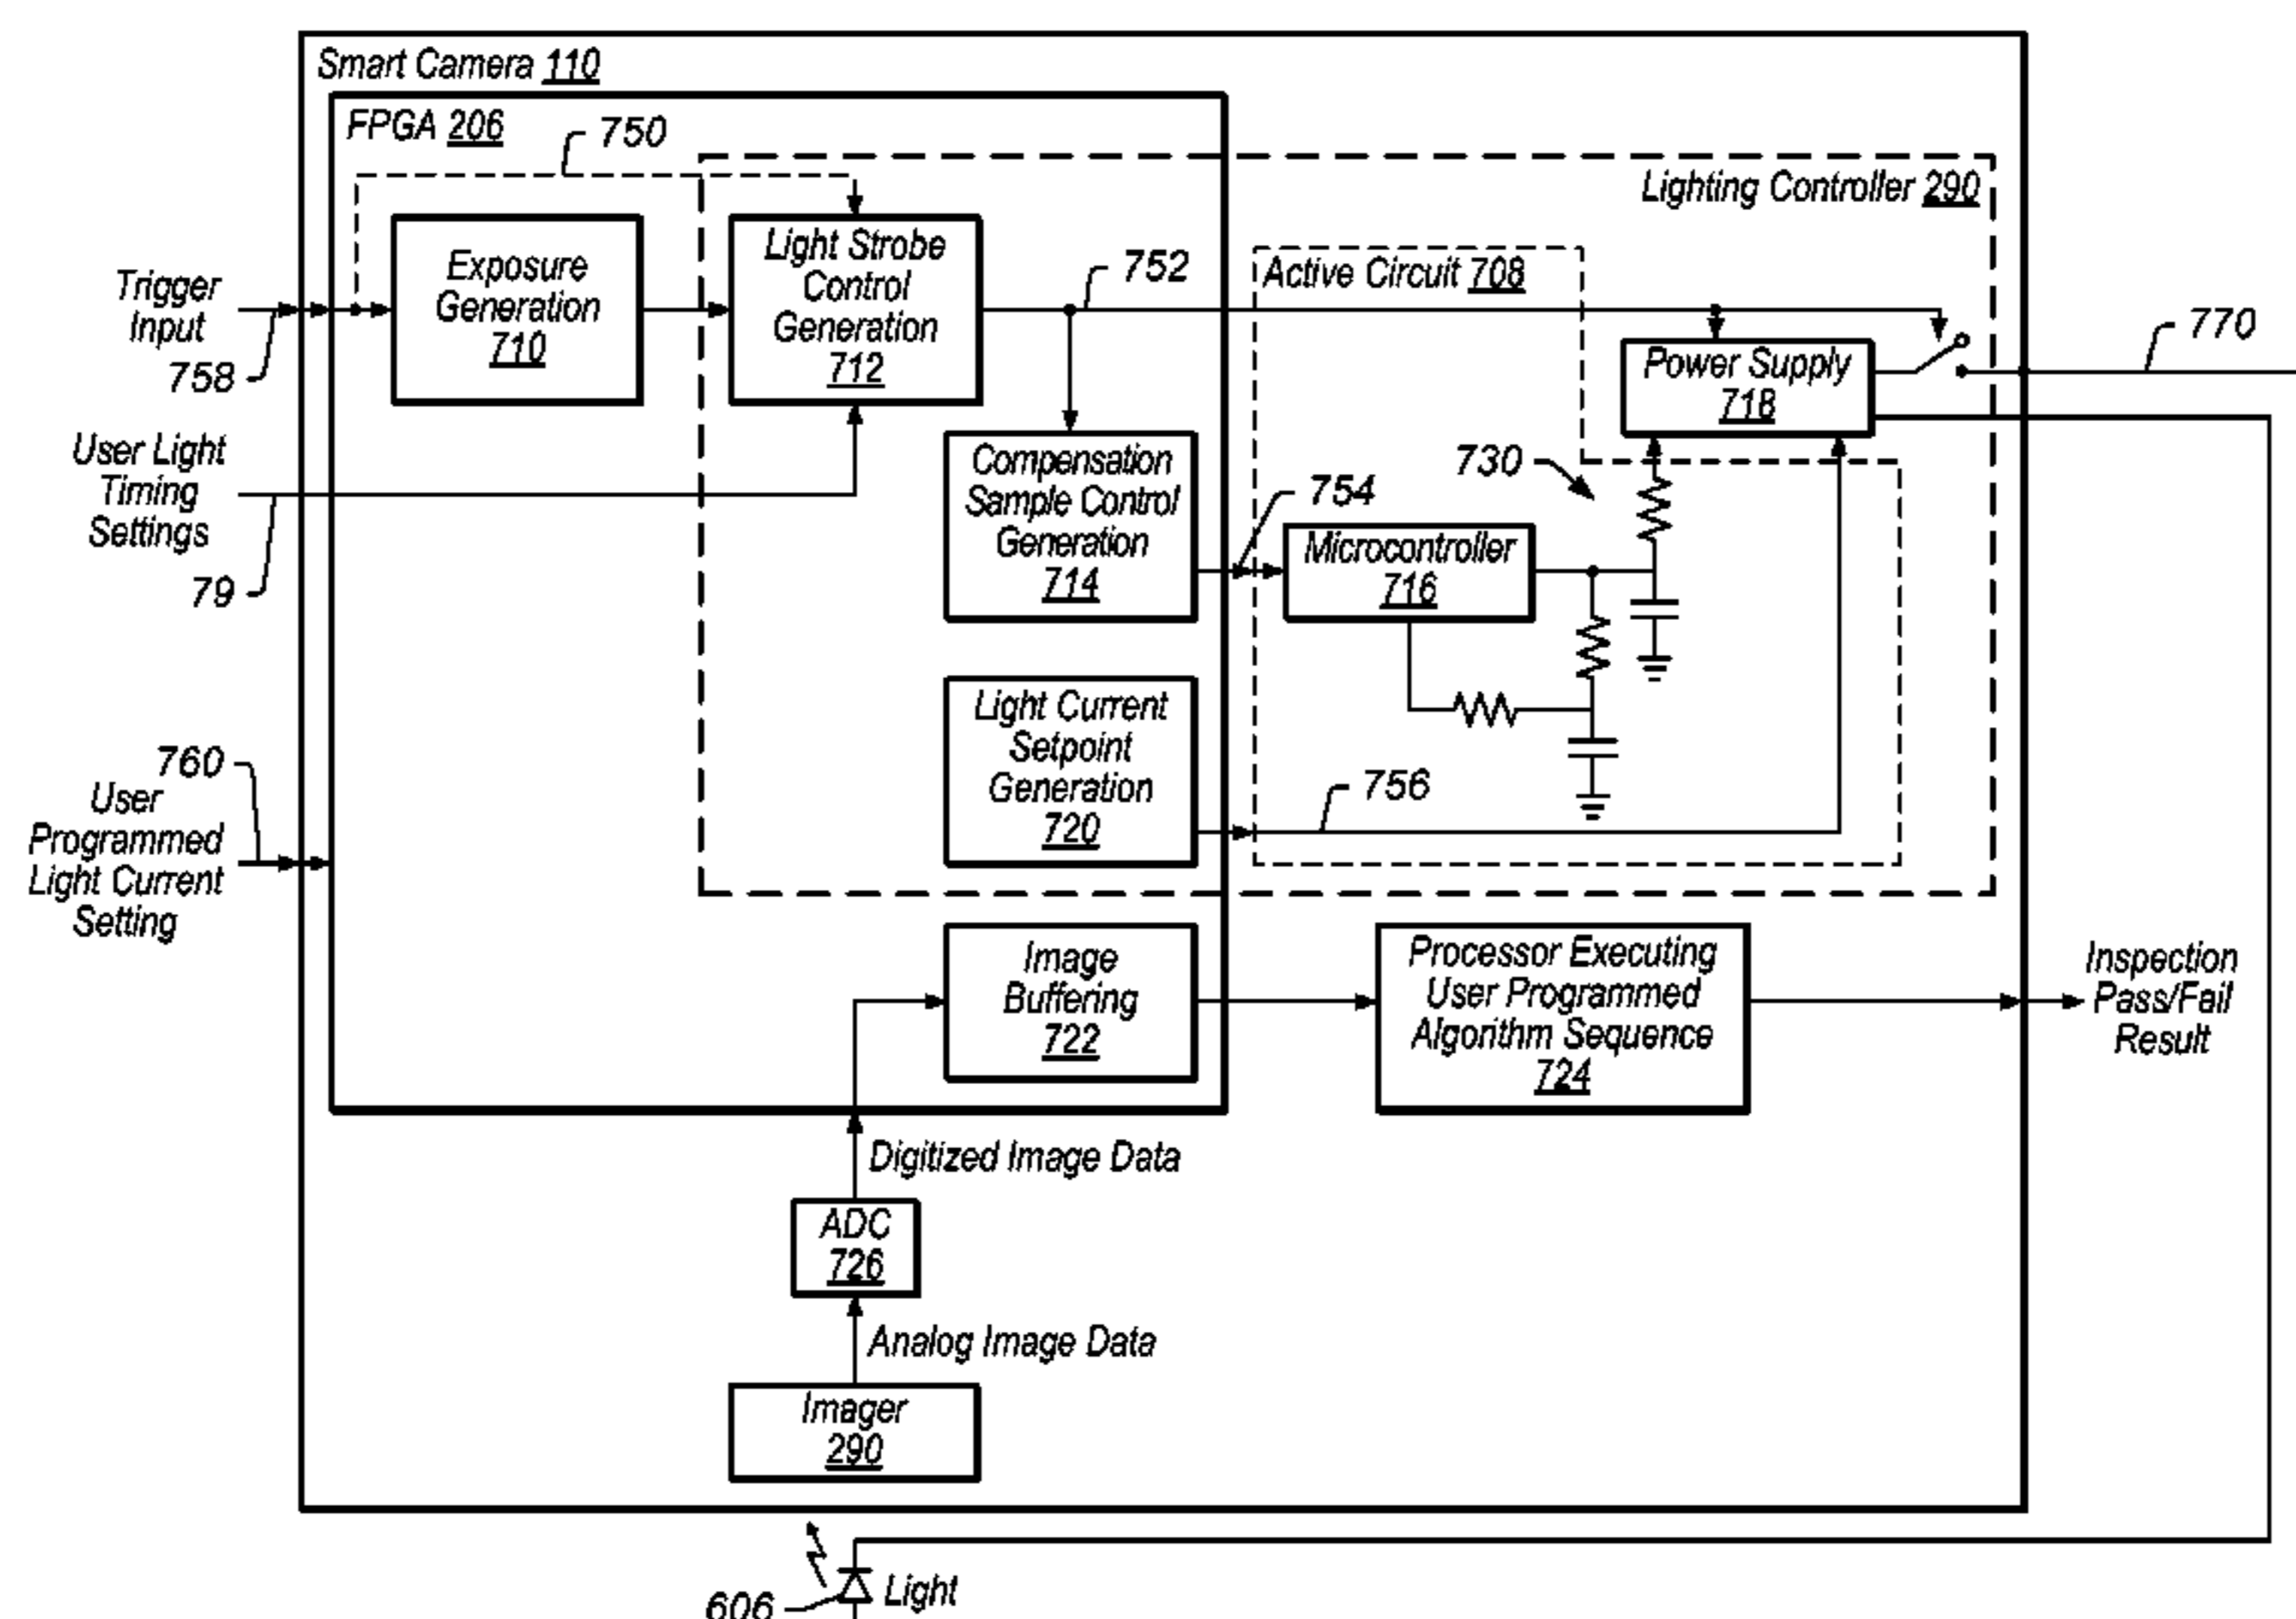 Smart Camera 110
FPGA 206
750
Lighting Controller 290
Trigger
Input
758
Exposure
Generation
710
Light Strobe
Control
Generation
712
752
Active Circuit 708
Power Supply
718
770
User Light
Timing
Settings
79
Compensation
Sample Control
Generation
714
754
730
Microcontroller
716
760
User
Programmed
Light Current
Setting
Light Current
Setpoint
Generation
720
756
Image
Buffering
722
Processor Executing
User Programmed
Algorithm Sequence
724
Inspection
Pass/Fail
Result
Digitized Image Data
ADC
726
Analog Image Data
Imager
290
606
Light